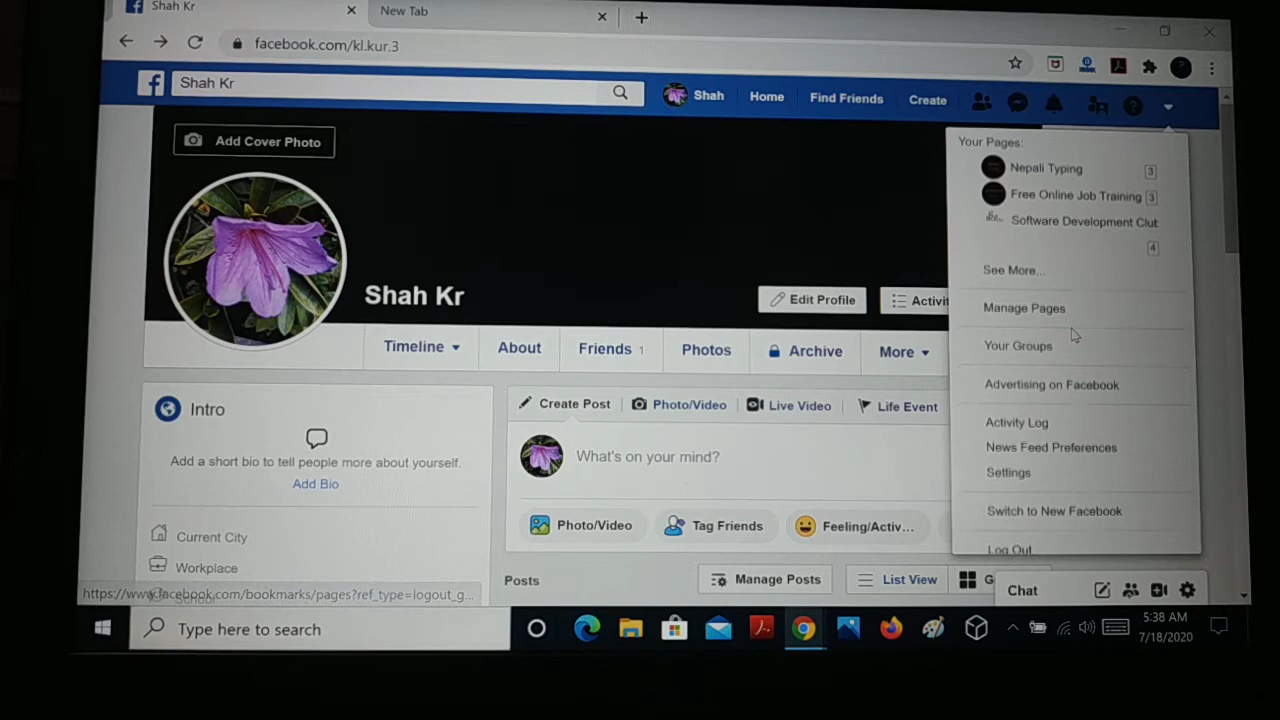 Shah Kr
New Tab
facebook.com/kl.kur.3
Shah Kr
Shah
Home
Find Friends
Create
Add Cover Photo
Shah Kr
Edit Profile
Your Pages:
Nepali Typing 3
Free Online Job Training 3
Software Development Club
4
See More...
Manage Pages
Your Groups
Advertising on Facebook
Activity Log
News Feed Preferences
Settings
Switch to New Facebook
Log Out
Timeline
About
Friends 1
Photos
Archive
More
Intro
Add a short bio to tell people more about yourself.
Add Bio
Current City
Workplace
School
Create Post
Photo/Video
Live Video
Life Event
What's on your mind?
Photo/Video
Tag Friends
Feeling/Activ...
Posts
Manage Posts
List View
G
Chat
https://www.facebook.com/bookmarks/pages?ref_type=logout_g...
Type here to search
5:38 AM
7/18/2020